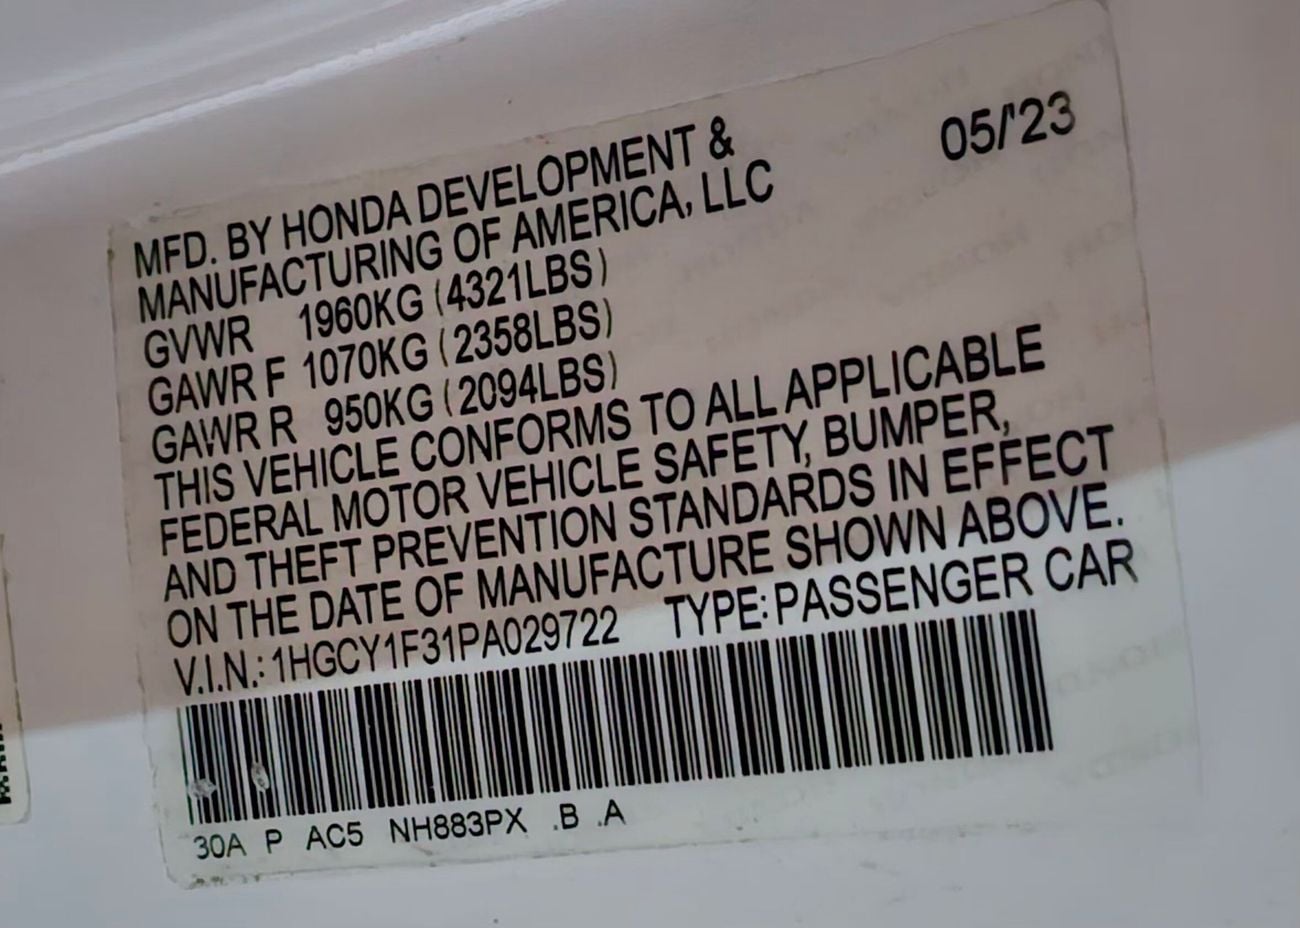 05/'23
MFD. BY HONDA DEVELOPMENT &
MANUFACTURING OF AMERICA, LLC
GVWR 1960KG (4321LBS)
GAWR F 1070KG (2358LBS)
GAWR R 950KG (2094LBS)
THIS VEHICLE CONFORMS TO ALL APPLICABLE
FEDERAL MOTOR VEHICLE SAFETY, BUMPER,
AND THEFT PREVENTION STANDARDS IN EFFECT
ON THE DATE OF MANUFACTURE SHOWN ABOVE.
V.I.N.: 1HGCY1F31PA029722 TYPE: PASSENGER CAR
30A P AC5 NH883PX .B .A